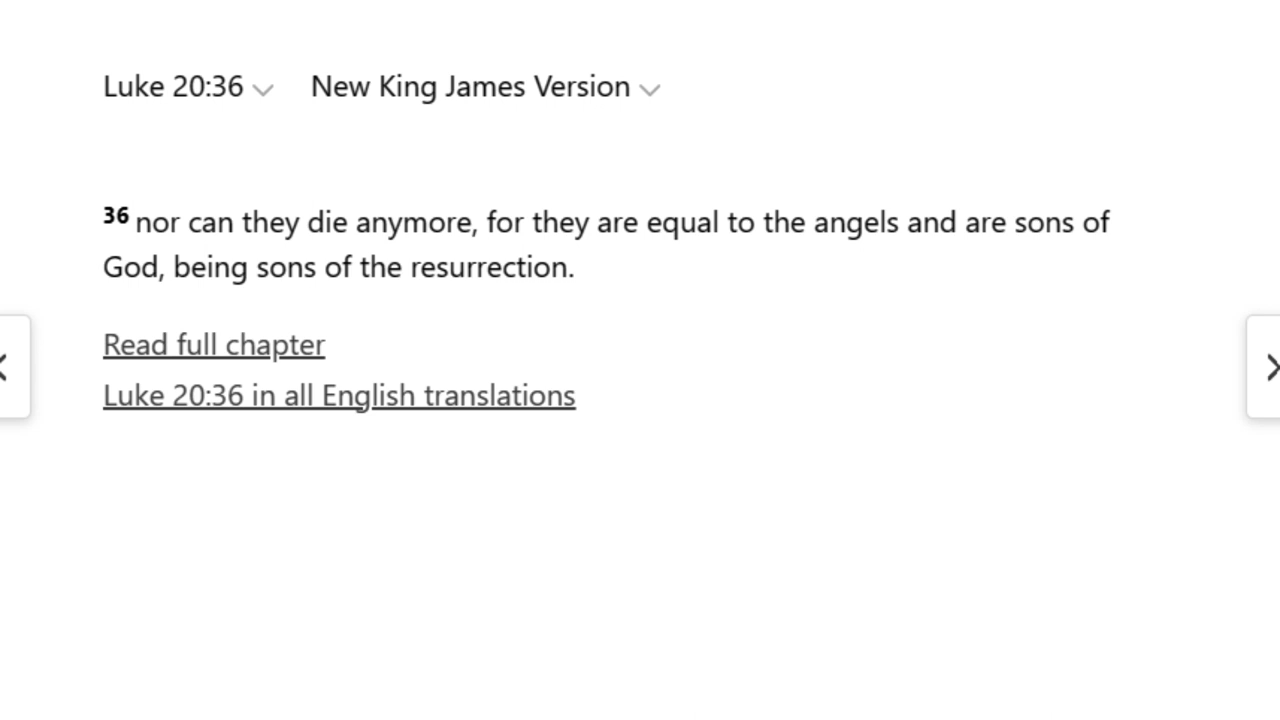 Luke 20:36 New King James Version
36 nor can they die anymore, for they are equal to the angels and are sons of
God, being sons of the resurrection.
Read full chapter
Luke 20:36 in all English translations